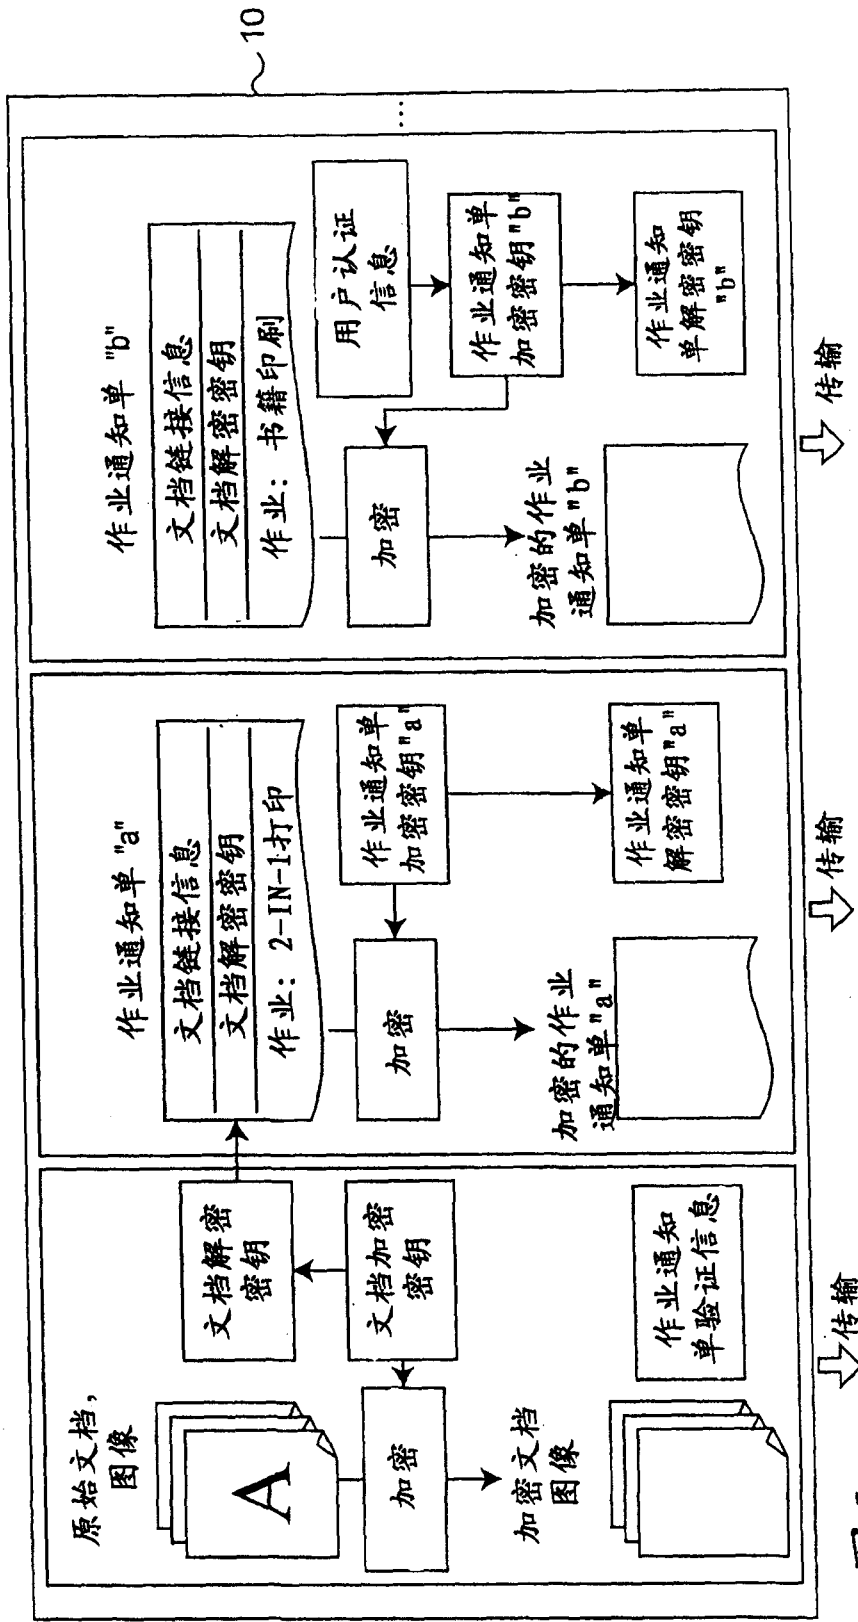 10
原始文档,
图像
A
加密
加密文档
图像
文档解密
密钥
文档加密
密钥
作业通知
单验证信息
传输
作业通知单"a"
文档链接信息
文档解密密钥
作业: 2-IN-1打印
加密
加密的作业
通知单"a"
作业通知单
加密密钥"a"
作业通知单
解密密钥"a"
传输
作业通知单 "b"
文档链接信息
文档解密密钥
作业: 书籍印刷
加密
加密的作业
通知单"b"
用户认证
信息
作业通知单
加密密钥"b"
作业通知
单解密密钥
"b"
传输
...